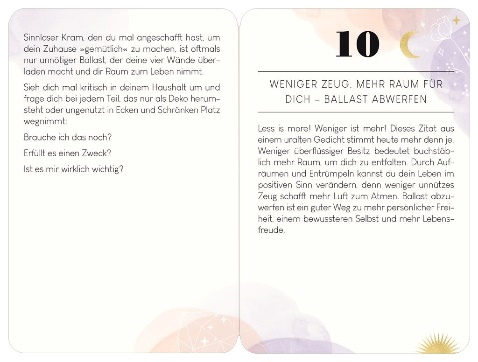 Sinnloser Kram, den du mal angeschafft hast, um
dein Zuhause »gemütlich« zu machen, ist oftmals
nur unnötiger Ballast, der deine vier Wände über-
laden macht und dir Raum zum Leben nimmt.
Sieh dich mal kritisch in deinem Haushalt um und
frage dich bei jedem Teil, das nur als Deko herum-
steht oder ungenutzt in Ecken und Schränken Platz
wegnimmt:
Brauche ich das noch?
Erfüllt es einen Zweck?
Ist es mir wirklich wichtig?
10
WENIGER ZEUG, MEHR RAUM FÜR
DICH – BALLAST ABWERFEN
Less is more! Weniger ist mehr! Dieses Zitat aus
einem uralten Gedicht stimmt heute mehr denn je.
Weniger überflüssiger Besitz bedeutet buchstäb-
lich mehr Raum, um dich zu entfalten. Durch Auf-
räumen und Entrümpeln kannst du dein Leben im
positiven Sinn verändern, denn weniger unnützes
Zeug schafft mehr Luft zum Atmen. Ballast abzu-
werfen ist ein guter Weg zu mehr persönlicher Frei-
heit, einem bewussteren Selbst und mehr Lebens-
freude.